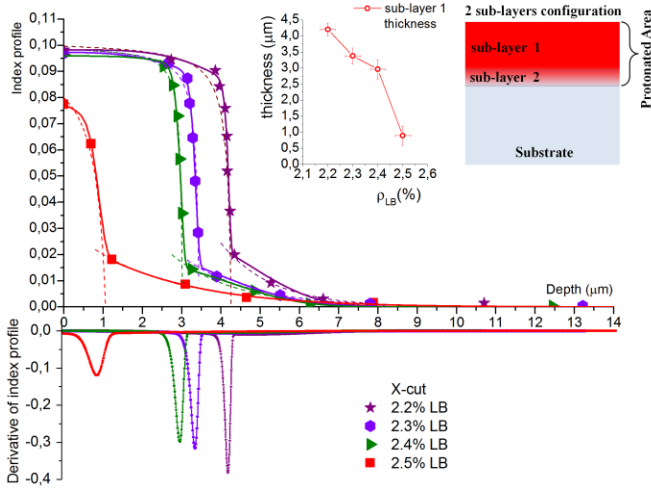 0,11
0,10
0,09
0,08
0,07
0,06
0,05
0,04
0,03
0,02
0,01
0,00
Index profile
4,5
4,0
3,5
3,0
2,5
2,0
1,5
1,0
0,5
0,0
thickness (μm)
sub-layer 1
thickness
2,1 2,2 2,3 2,4 2,5 2,6
ρLB(%)
2 sub-layers configuration
sub-layer 1
sub-layer 2
Substrate
Protonated Area
Depth (μm)
0 1 2 3 4 5 6 7 8 9 10 11 12 13 14
0,0
-0,1
-0,2
-0,3
-0,4
Derivative of index profile
X-cut
2.2% LB
2.3% LB
2.4% LB
2.5% LB